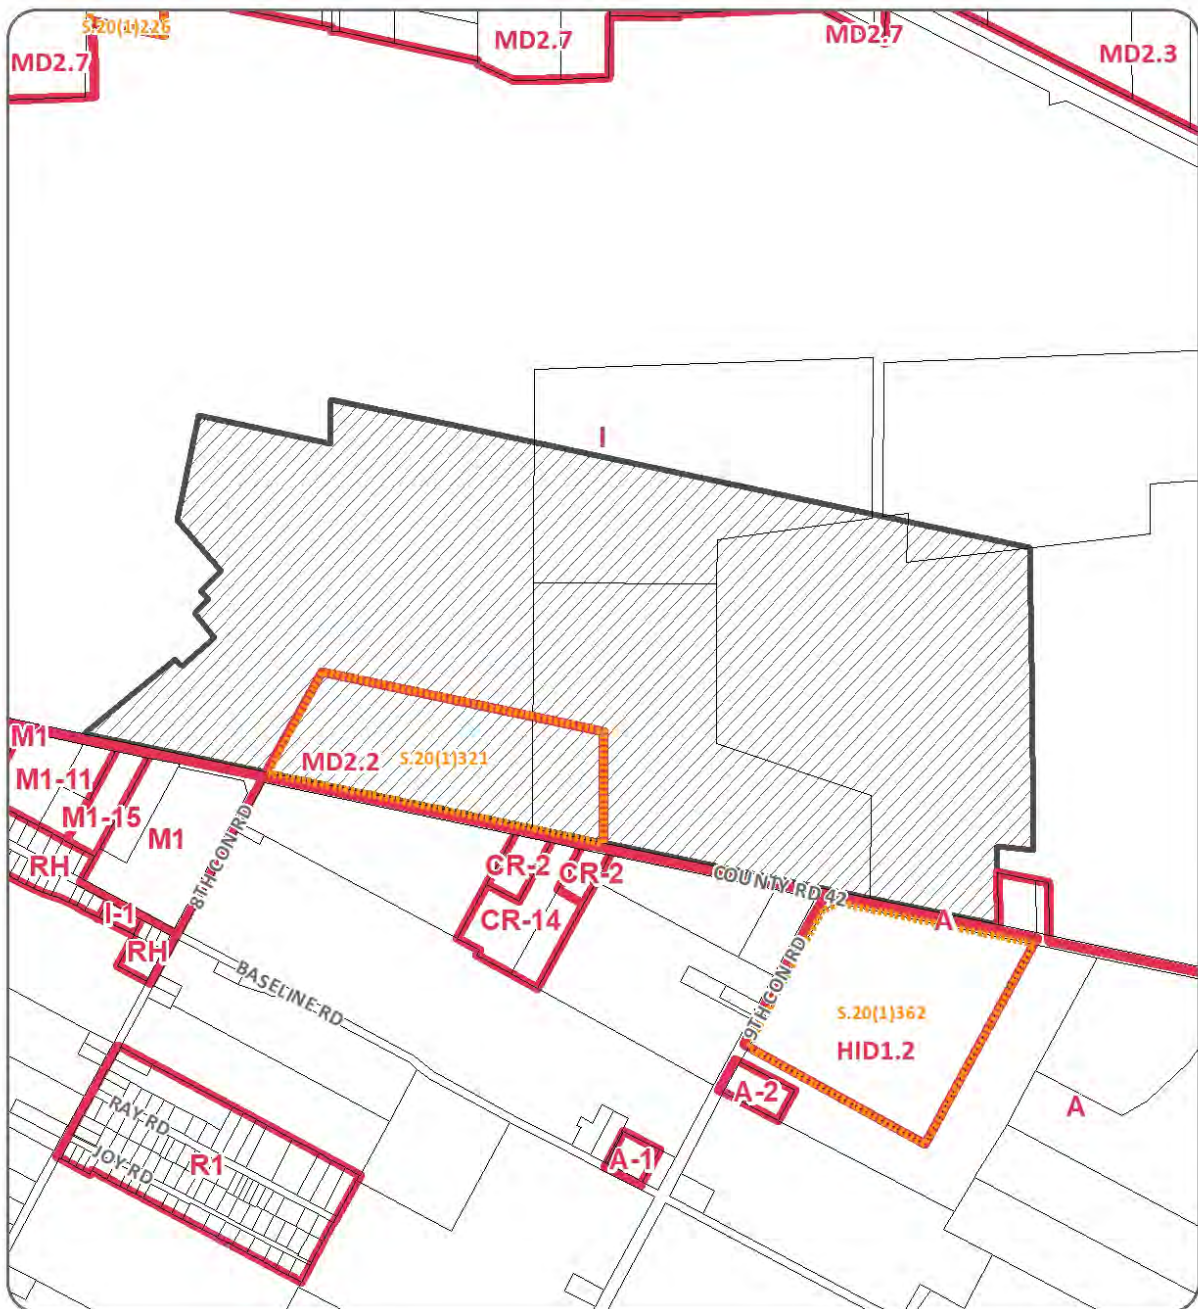 S.20(1)226
MD2.7
MD2.7
MD2.7
MD2.3
I
M1
M1-11
M1-15
M1
RH
I-1
RH
8TH CON RD
MD2.2
S.20(1)321
CR-2
CR-2
CR-14
COUNTY RD 42
A
9TH CON RD
S.20(1)362
HID1.2
BASELINE RD
A-2
A
A-1
RAY RD
JOY RD
R1